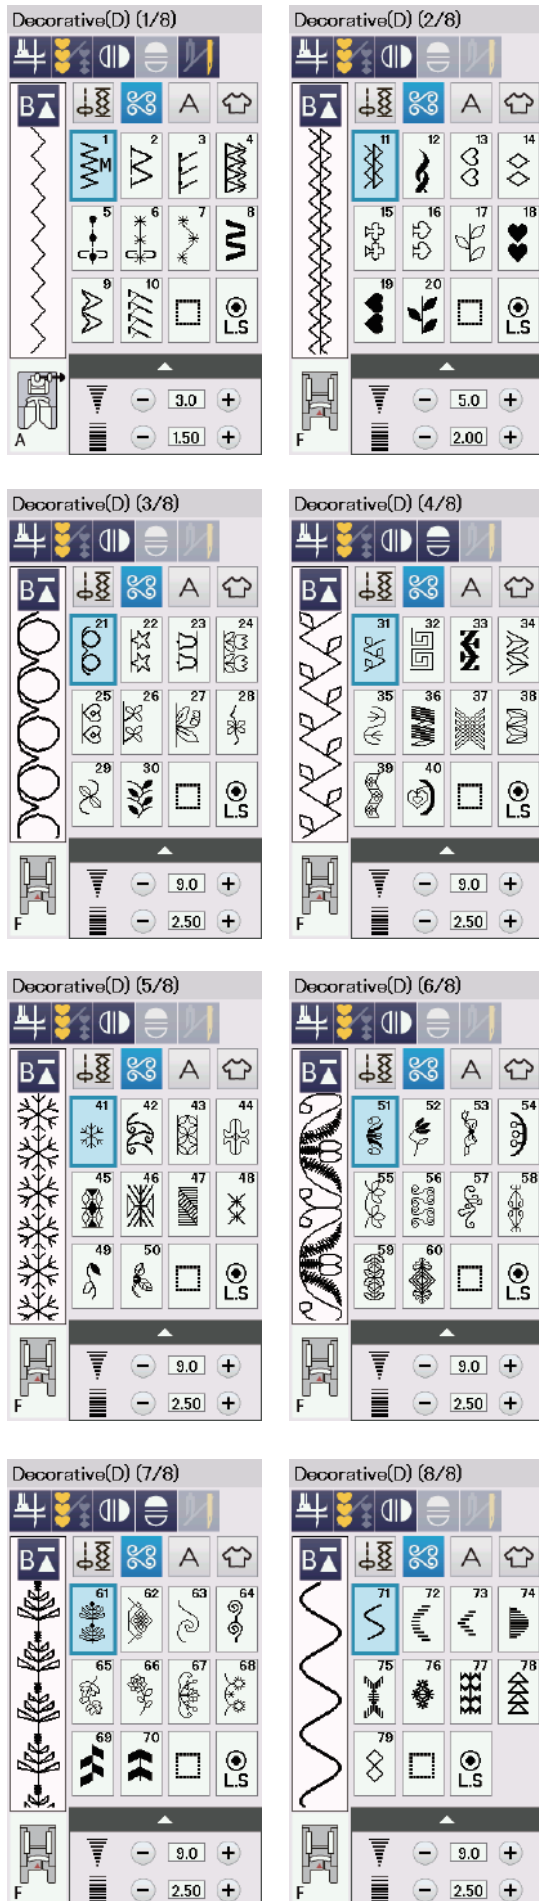 Decorative(D) (1/8)
B
A
1 2 3 4
M
5 6 7 8
9 10
L.S
3.0
1.50
A
Decorative(D) (2/8)
B
A
11 12 13 14
15 16 17 18
19 20
L.S
5.0
2.00
F
Decorative(D) (3/8)
B
A
21 22 23 24
25 26 27 28
29 30
L.S
9.0
2.50
F
Decorative(D) (4/8)
B
A
31 32 33 34
35 36 37 38
39 40
L.S
9.0
2.50
F
Decorative(D) (5/8)
B
A
41 42 43 44
45 46 47 48
49 50
L.S
9.0
2.50
F
Decorative(D) (6/8)
B
A
51 52 53 54
55 56 57 58
59 60
L.S
9.0
2.50
F
Decorative(D) (7/8)
B
A
61 62 63 64
65 66 67 68
69 70
L.S
9.0
2.50
F
Decorative(D) (8/8)
B
A
71 72 73 74
75 76 77 78
79
L.S
9.0
2.50
F